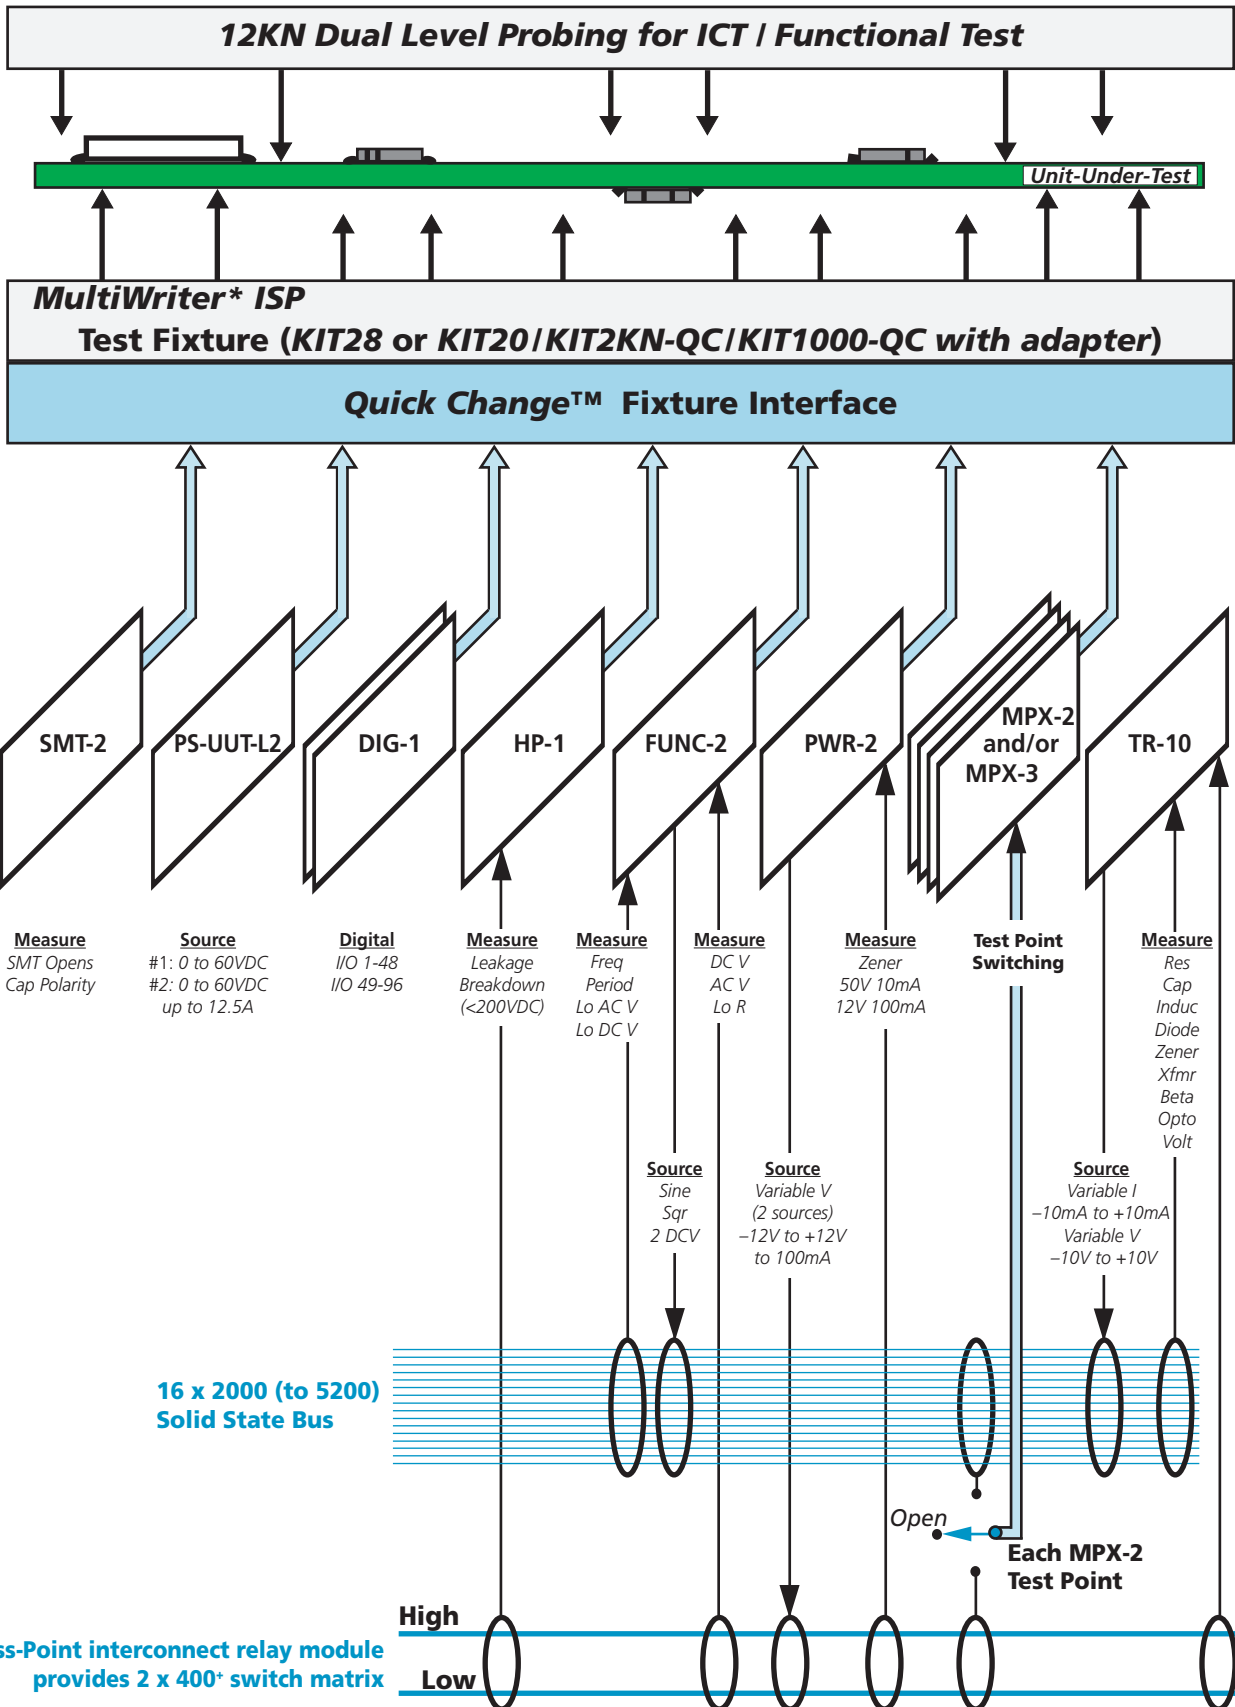 12KN Dual Level Probing for ICT / Functional Test
Unit-Under-Test
MultiWriter* ISP
Test Fixture (KIT28 or KIT20/KIT2KN-QC/KIT1000-QC with adapter)
Quick Change™ Fixture Interface
SMT-2
PS-UUT-L2
DIG-1
HP-1
FUNC-2
PWR-2
MPX-2
and/or
MPX-3
TR-10
Measure
SMT Opens
Cap Polarity
Source
#1: 0 to 60VDC
#2: 0 to 60VDC
up to 12.5A
Digital
I/O 1-48
I/O 49-96
Measure
Leakage
Breakdown
(<200VDC)
Measure
Freq
Period
Lo AC V
Lo DC V
Measure
DC V
AC V
Lo R
Measure
Zener
50V 10mA
12V 100mA
Test Point
Switching
Measure
Res
Cap
Induc
Diode
Zener
Xfmr
Beta
Opto
Volt
Source
Sine
Sqr
2 DCV
Source
Variable V
(2 sources)
–12V to +12V
to 100mA
Source
Variable I
–10mA to +10mA
Variable V
–10V to +10V
16 x 2000 (to 5200)
Solid State Bus
Open
Each MPX-2
Test Point
High
ss-Point interconnect relay module
provides 2 x 400⁺ switch matrix
Low